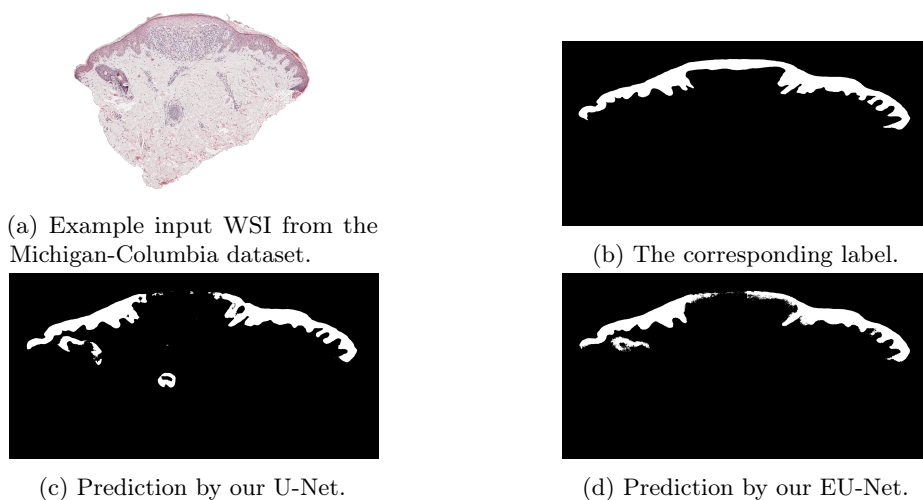 (a) Example input WSI from the
Michigan-Columbia dataset.
(b) The corresponding label.
(c) Prediction by our U-Net.
(d) Prediction by our EU-Net.